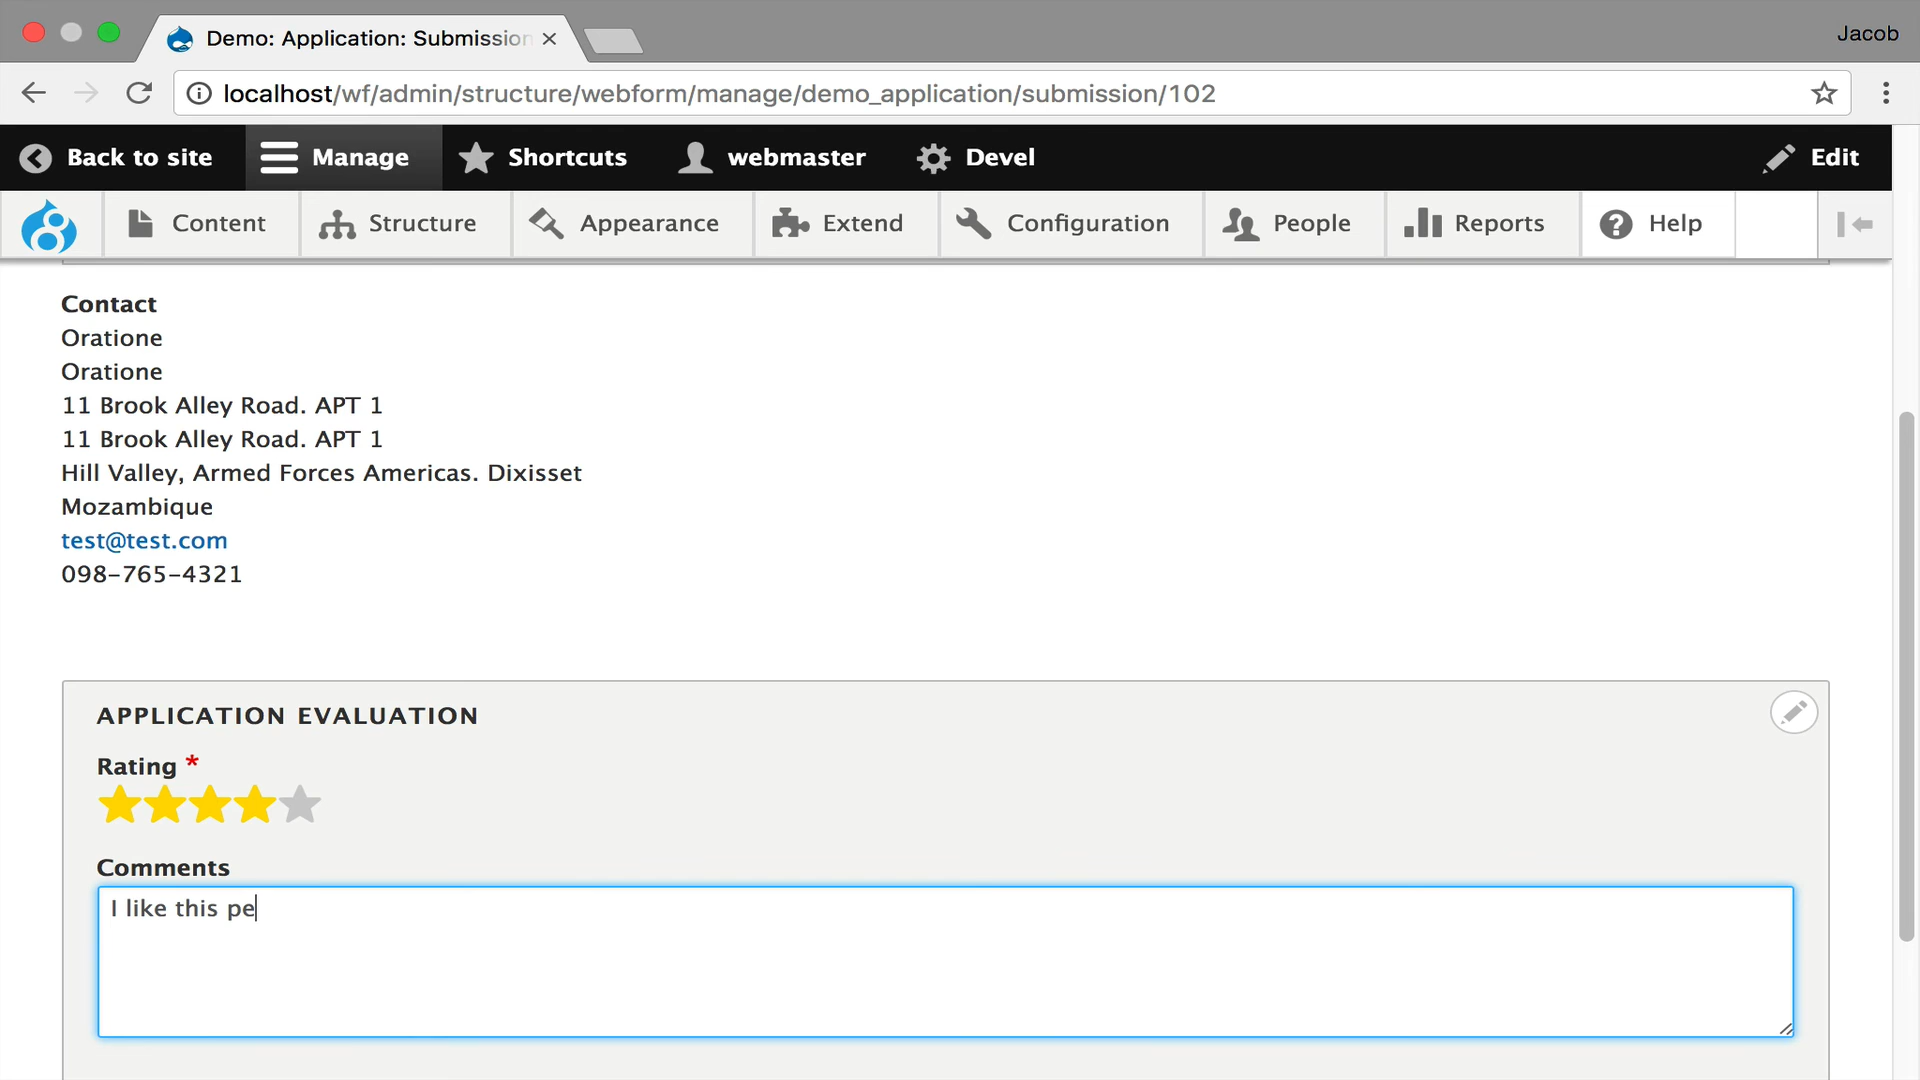 Demo: Application: Submission
Jacob
localhost/wf/admin/structure/webform/manage/demo_application/submission/102
Back to site Manage Shortcuts webmaster Devel Edit
Content Structure Appearance Extend Configuration People Reports Help
Contact
Oratione
Oratione
11 Brook Alley Road. APT 1
11 Brook Alley Road. APT 1
Hill Valley, Armed Forces Americas. Dixisset
Mozambique
test@test.com
098-765-4321
APPLICATION EVALUATION
Rating *
Comments
I like this pe